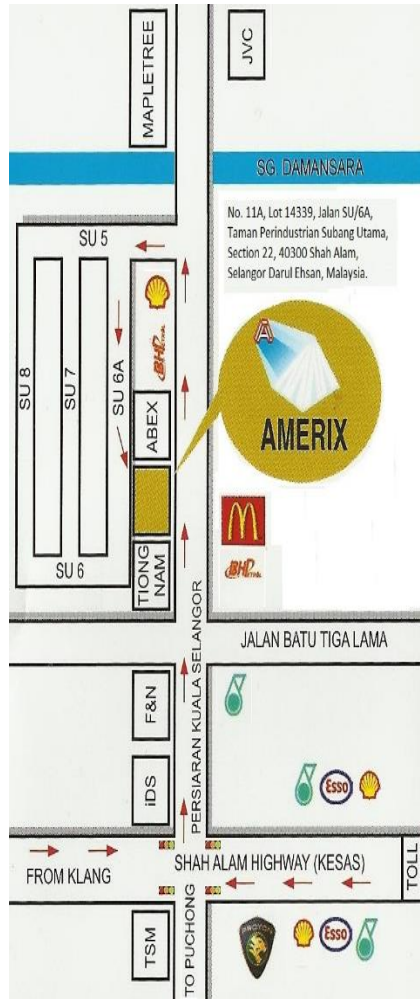 MAPLETREE
JVC
SG. DAMANSARA
No. 11A, Lot 14339, Jalan SU/6A,
Taman Perindustrian Subang Utama,
Section 22, 40300 Shah Alam,
Selangor Darul Ehsan, Malaysia.
SU 5
SU 8
SU 7
SU 6A
BHPetrol
ABEX
A
AMERIX
SU 6
TIONG
NAM
BHPetrol
PERSIARAN KUALA SELANGOR
JALAN BATU TIGA LAMA
F&N
iDS
Esso
FROM KLANG
SHAH ALAM HIGHWAY (KESAS)
TOLL
TSM
TO PUCHONG
PROTON
Esso